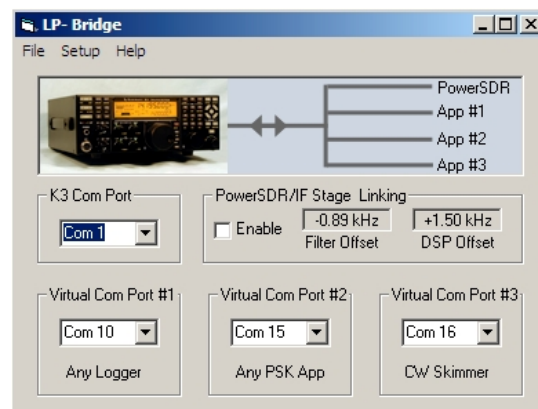 LP- Bridge
File Setup Help
PowerSDR
App #1
App #2
App #3
K3 Com Port
Com 1
PowerSDR/IF Stage Linking
Enable
-0.89 kHz
Filter Offset
+1.50 kHz
DSP Offset
Virtual Com Port #1
Com 10
Any Logger
Virtual Com Port #2
Com 15
Any PSK App
Virtual Com Port #3
Com 16
CW Skimmer